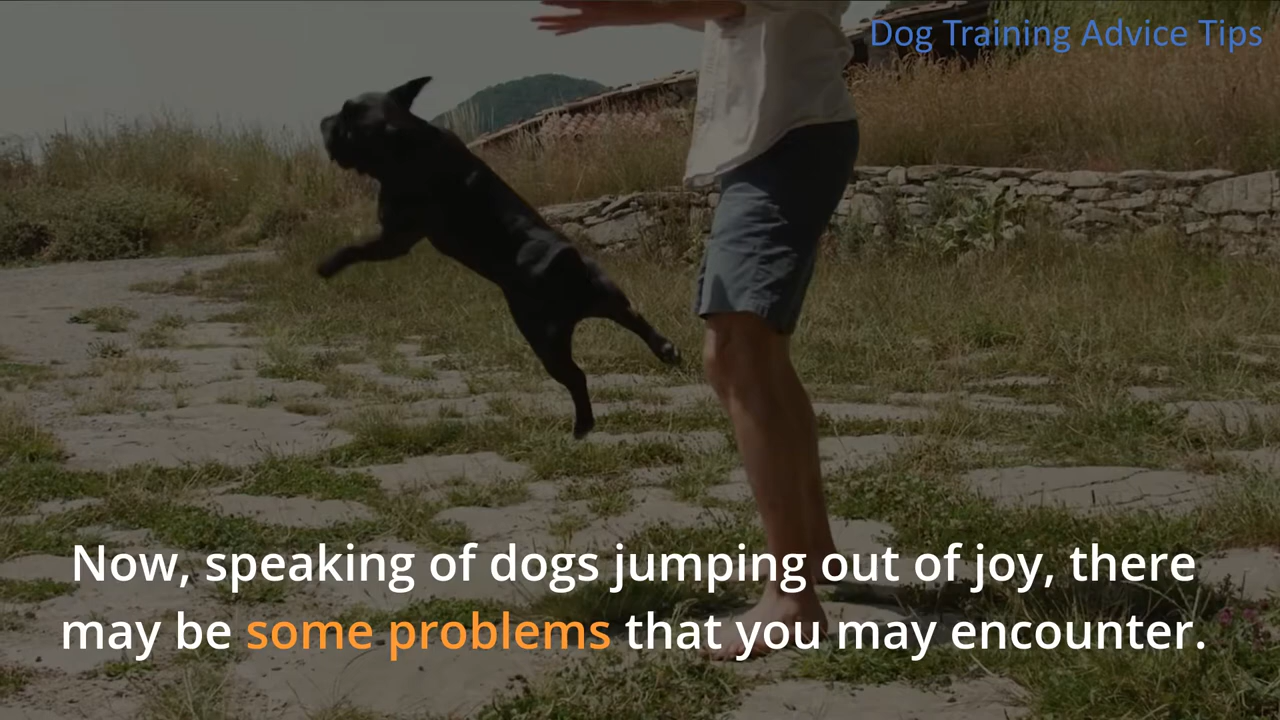 Dog Training Advice Tips
Now, speaking of dogs jumping out of joy, there
may be some problems that you may encounter.